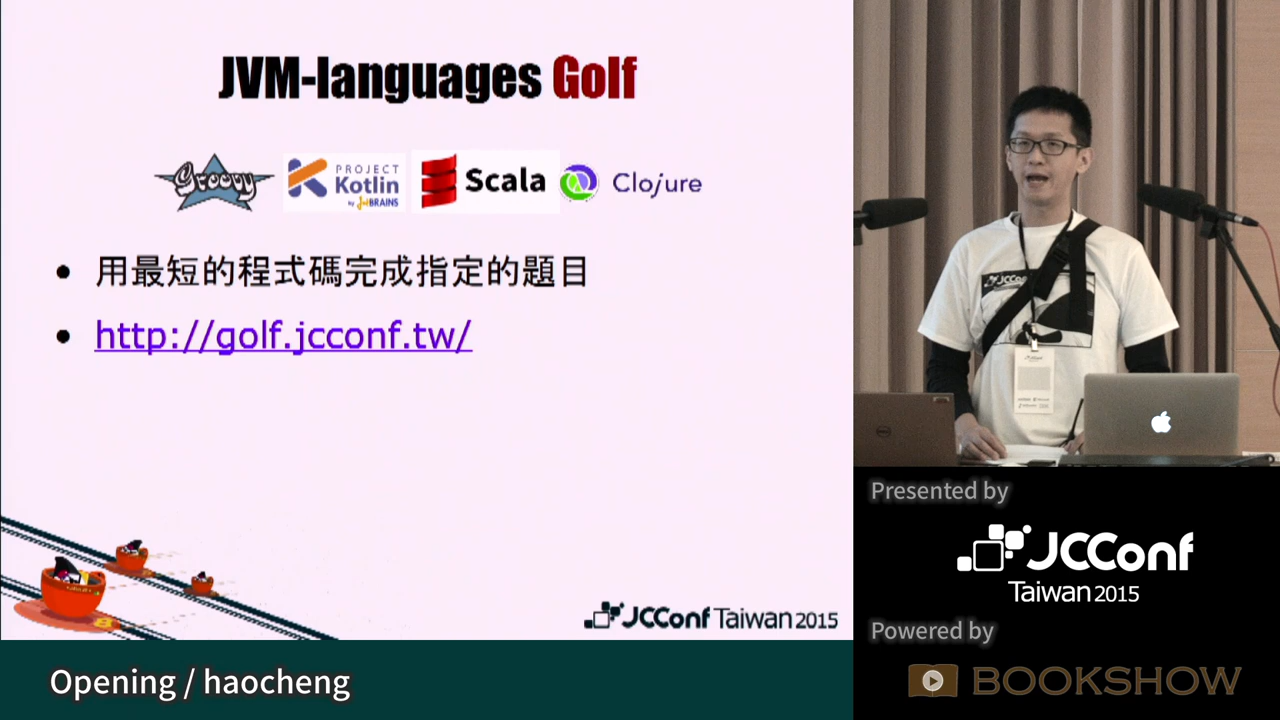 JVM-languages Golf
Groovy
PROJECT
Kotlin
by JetBRAINS
Scala
Clojure
用最短的程式碼完成指定的題目
http://golf.jcconf.tw/
JCConf Taiwan 2015
Opening / haocheng
JCConf
DELL
Presented by
JCConf
Taiwan 2015
Powered by
BOOKSHOW